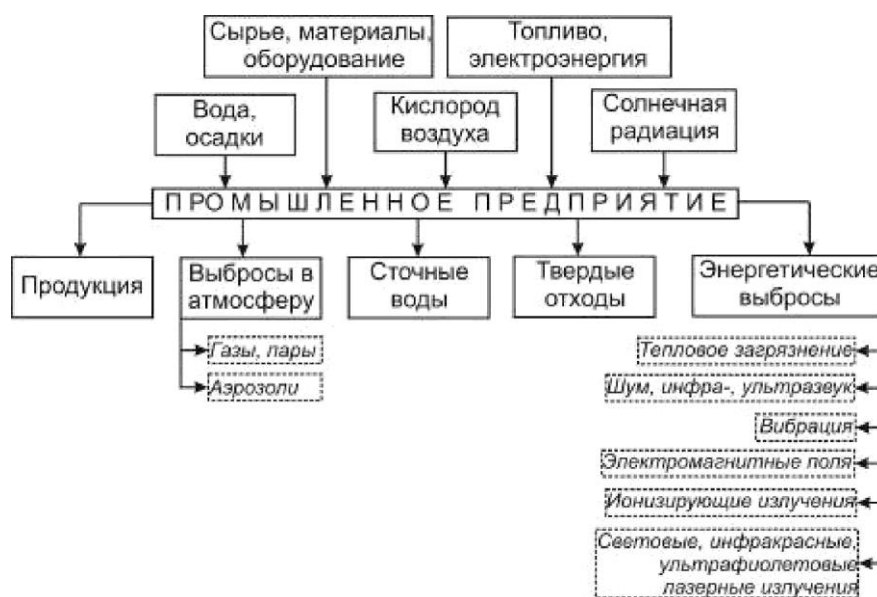 Сырье, материалы,
оборудование
Топливо,
электроэнергия
Вода,
осадки
Кислород
воздуха
Солнечная
радиация
ПРОМЫШЛЕННОЕ ПРЕДПРИЯТИЕ
Продукция
Выбросы в
атмосферу
Сточные
воды
Твердые
отходы
Энергетические
выбросы
Газы, пары
Аэрозоли
Тепловое загрязнение
Шум, инфра-, ультразвук
Вибрация
Электромагнитные поля
Ионизирующие излучения
Световые, инфракрасные,
ультрафиолетовые
лазерные излучения